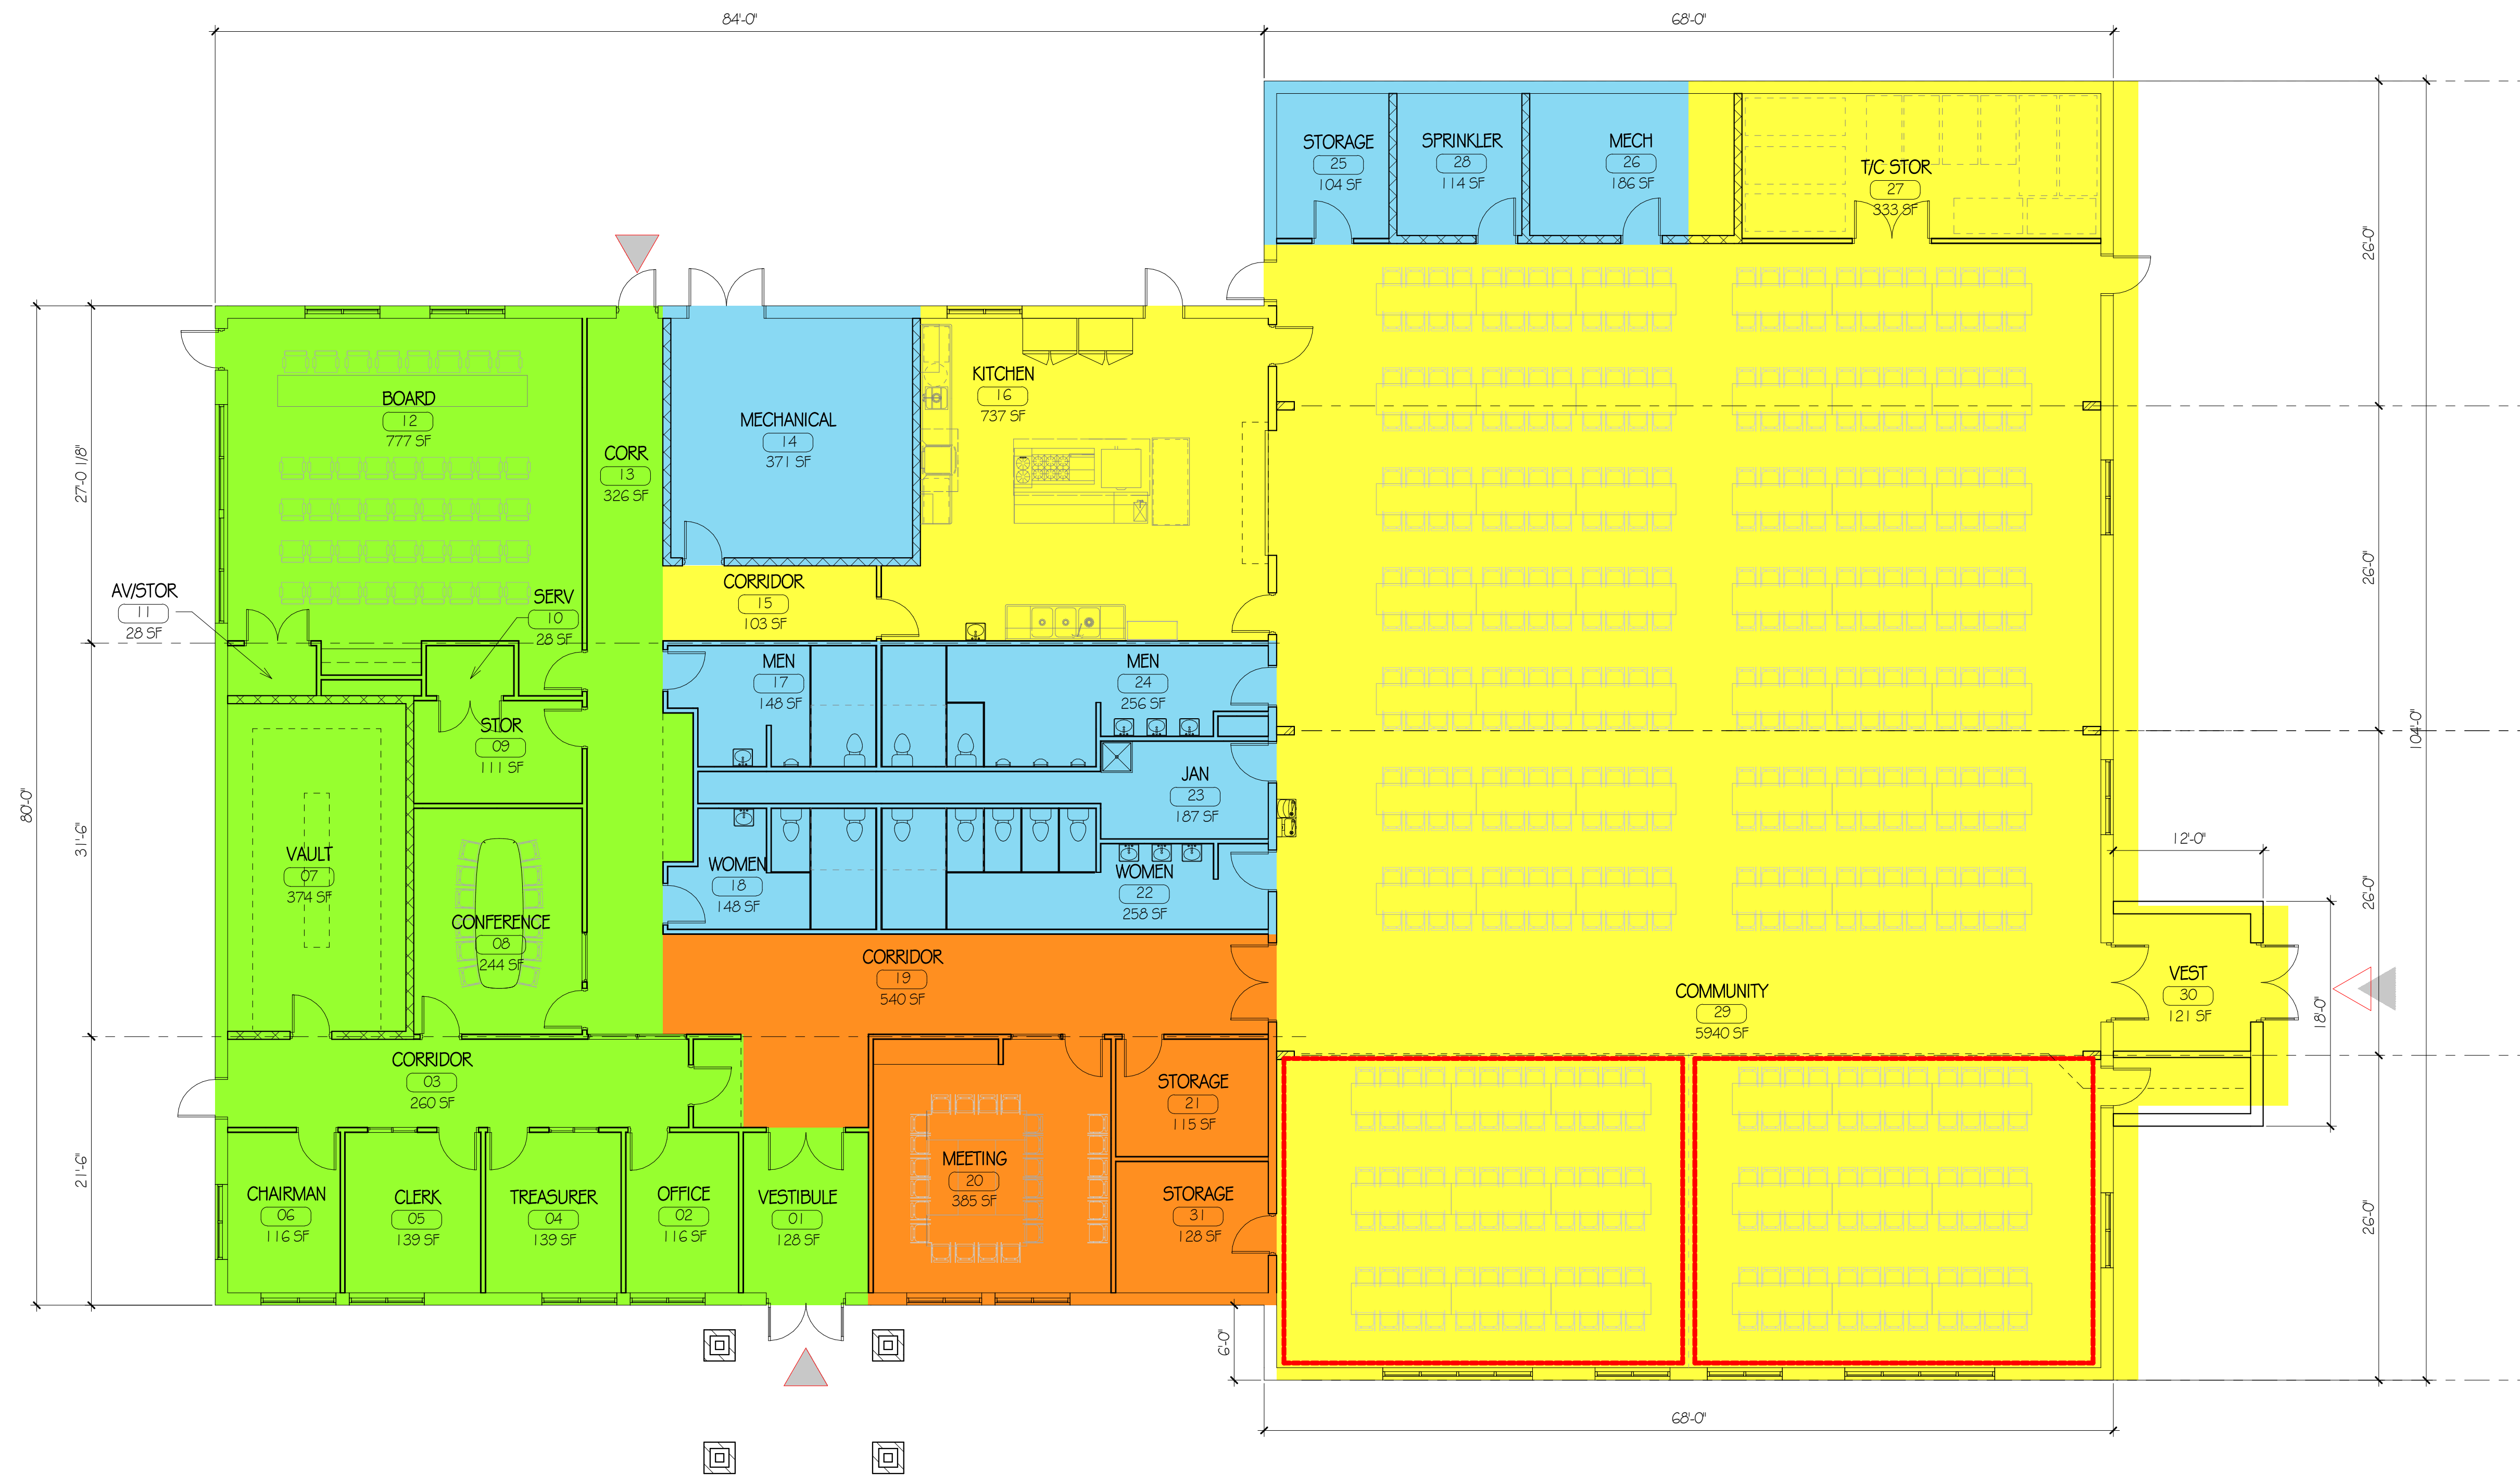 84'-0"
68'-0"
STORAGE
25
104 SF
SPRINKLER
28
114 SF
MECH
26
186 SF
T/C STOR
27
333 SF
26'-0"
BOARD
12
777 SF
CORR
13
326 SF
MECHANICAL
14
371 SF
KITCHEN
16
737 SF
27'-0 1/8"
AV/STOR
11
28 SF
SERV
10
28 SF
CORRIDOR
15
103 SF
26'-0"
MEN
17
148 SF
MEN
24
256 SF
STOR
09
111 SF
JAN
23
187 SF
104'-0"
80'-0"
31'-6"
VAULT
07
374 SF
CONFERENCE
08
244 SF
WOMEN
18
148 SF
WOMEN
22
258 SF
12'-0"
26'-0"
CORRIDOR
19
540 SF
COMMUNITY
29
5940 SF
VEST
30
121 SF
18'-0"
CORRIDOR
03
260 SF
STORAGE
21
115 SF
21'-6"
CHAIRMAN
06
116 SF
CLERK
05
139 SF
TREASURER
04
139 SF
OFFICE
02
116 SF
VESTIBULE
01
128 SF
MEETING
20
385 SF
STORAGE
31
128 SF
26'-0"
6'-0"
68'-0"